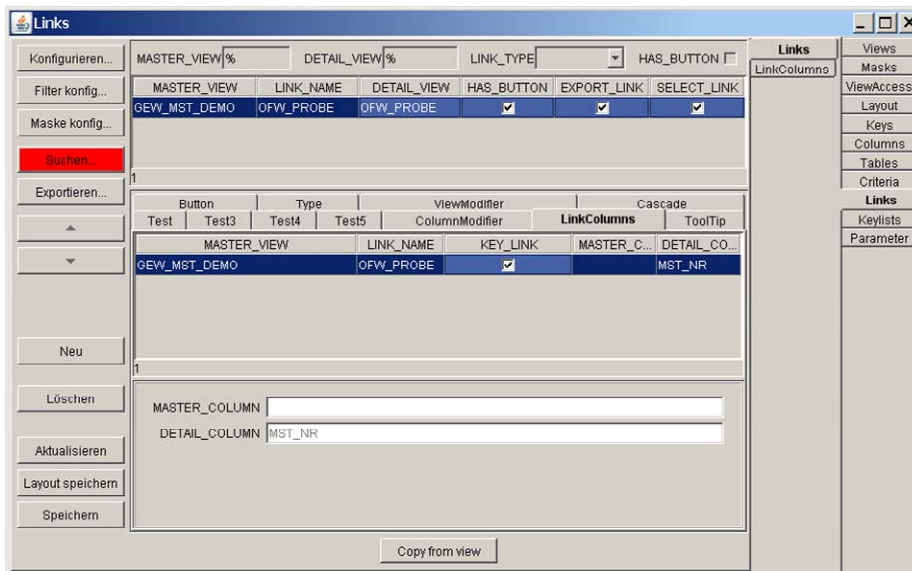 Links
Konfigurieren...
Filter konfig...
Maske konfig...
Suchen...
Exportieren...
Neu
Löschen
Aktualisieren
Layout speichern
Speichern
MASTER_VIEW % DETAIL_VIEW % LINK_TYPE HAS_BUTTON
MASTER_VIEW LINK_NAME DETAIL_VIEW HAS_BUTTON EXPORT_LINK SELECT_LINK
GEW_MST_DEMO OFW_PROBE OFW_PROBE
1
Button Type ViewModifier Cascade
Test Test3 Test4 Test5 ColumnModifier LinkColumns ToolTip
MASTER_VIEW LINK_NAME KEY_LINK MASTER_C... DETAIL_CO...
GEW_MST_DEMO OFW_PROBE MST_NR
1
MASTER_COLUMN
DETAIL_COLUMN MST_NR
Copy from view
Links
LinkColumns
Views
Masks
ViewAccess
Layout
Keys
Columns
Tables
Criteria
Links
Keylists
Parameter